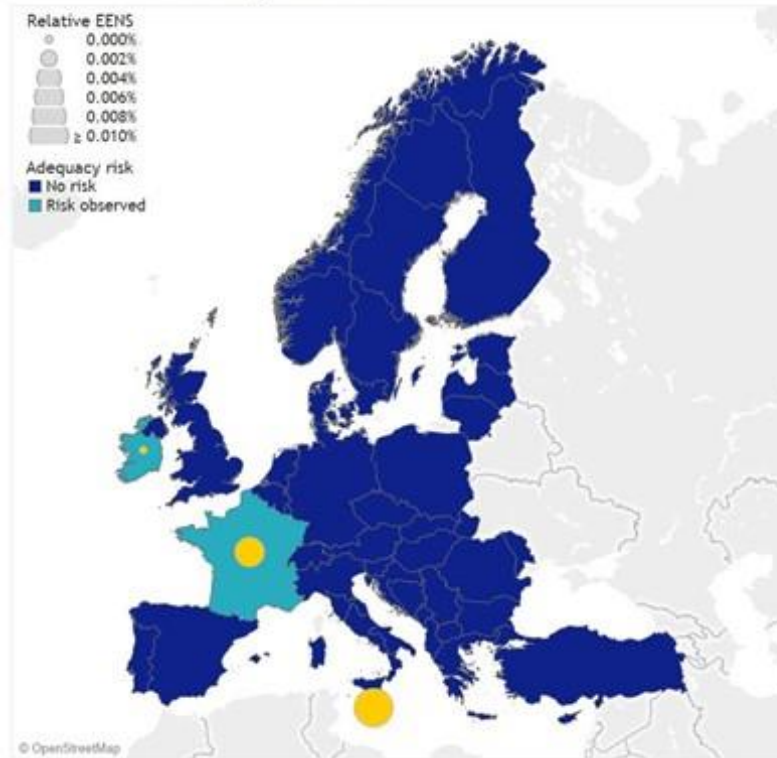 Relative EENS
0.000%
0.002%
0.004%
0.006%
0.008%
≥ 0.010%
Adequacy risk
No risk
Risk observed
© OpenStreetMap